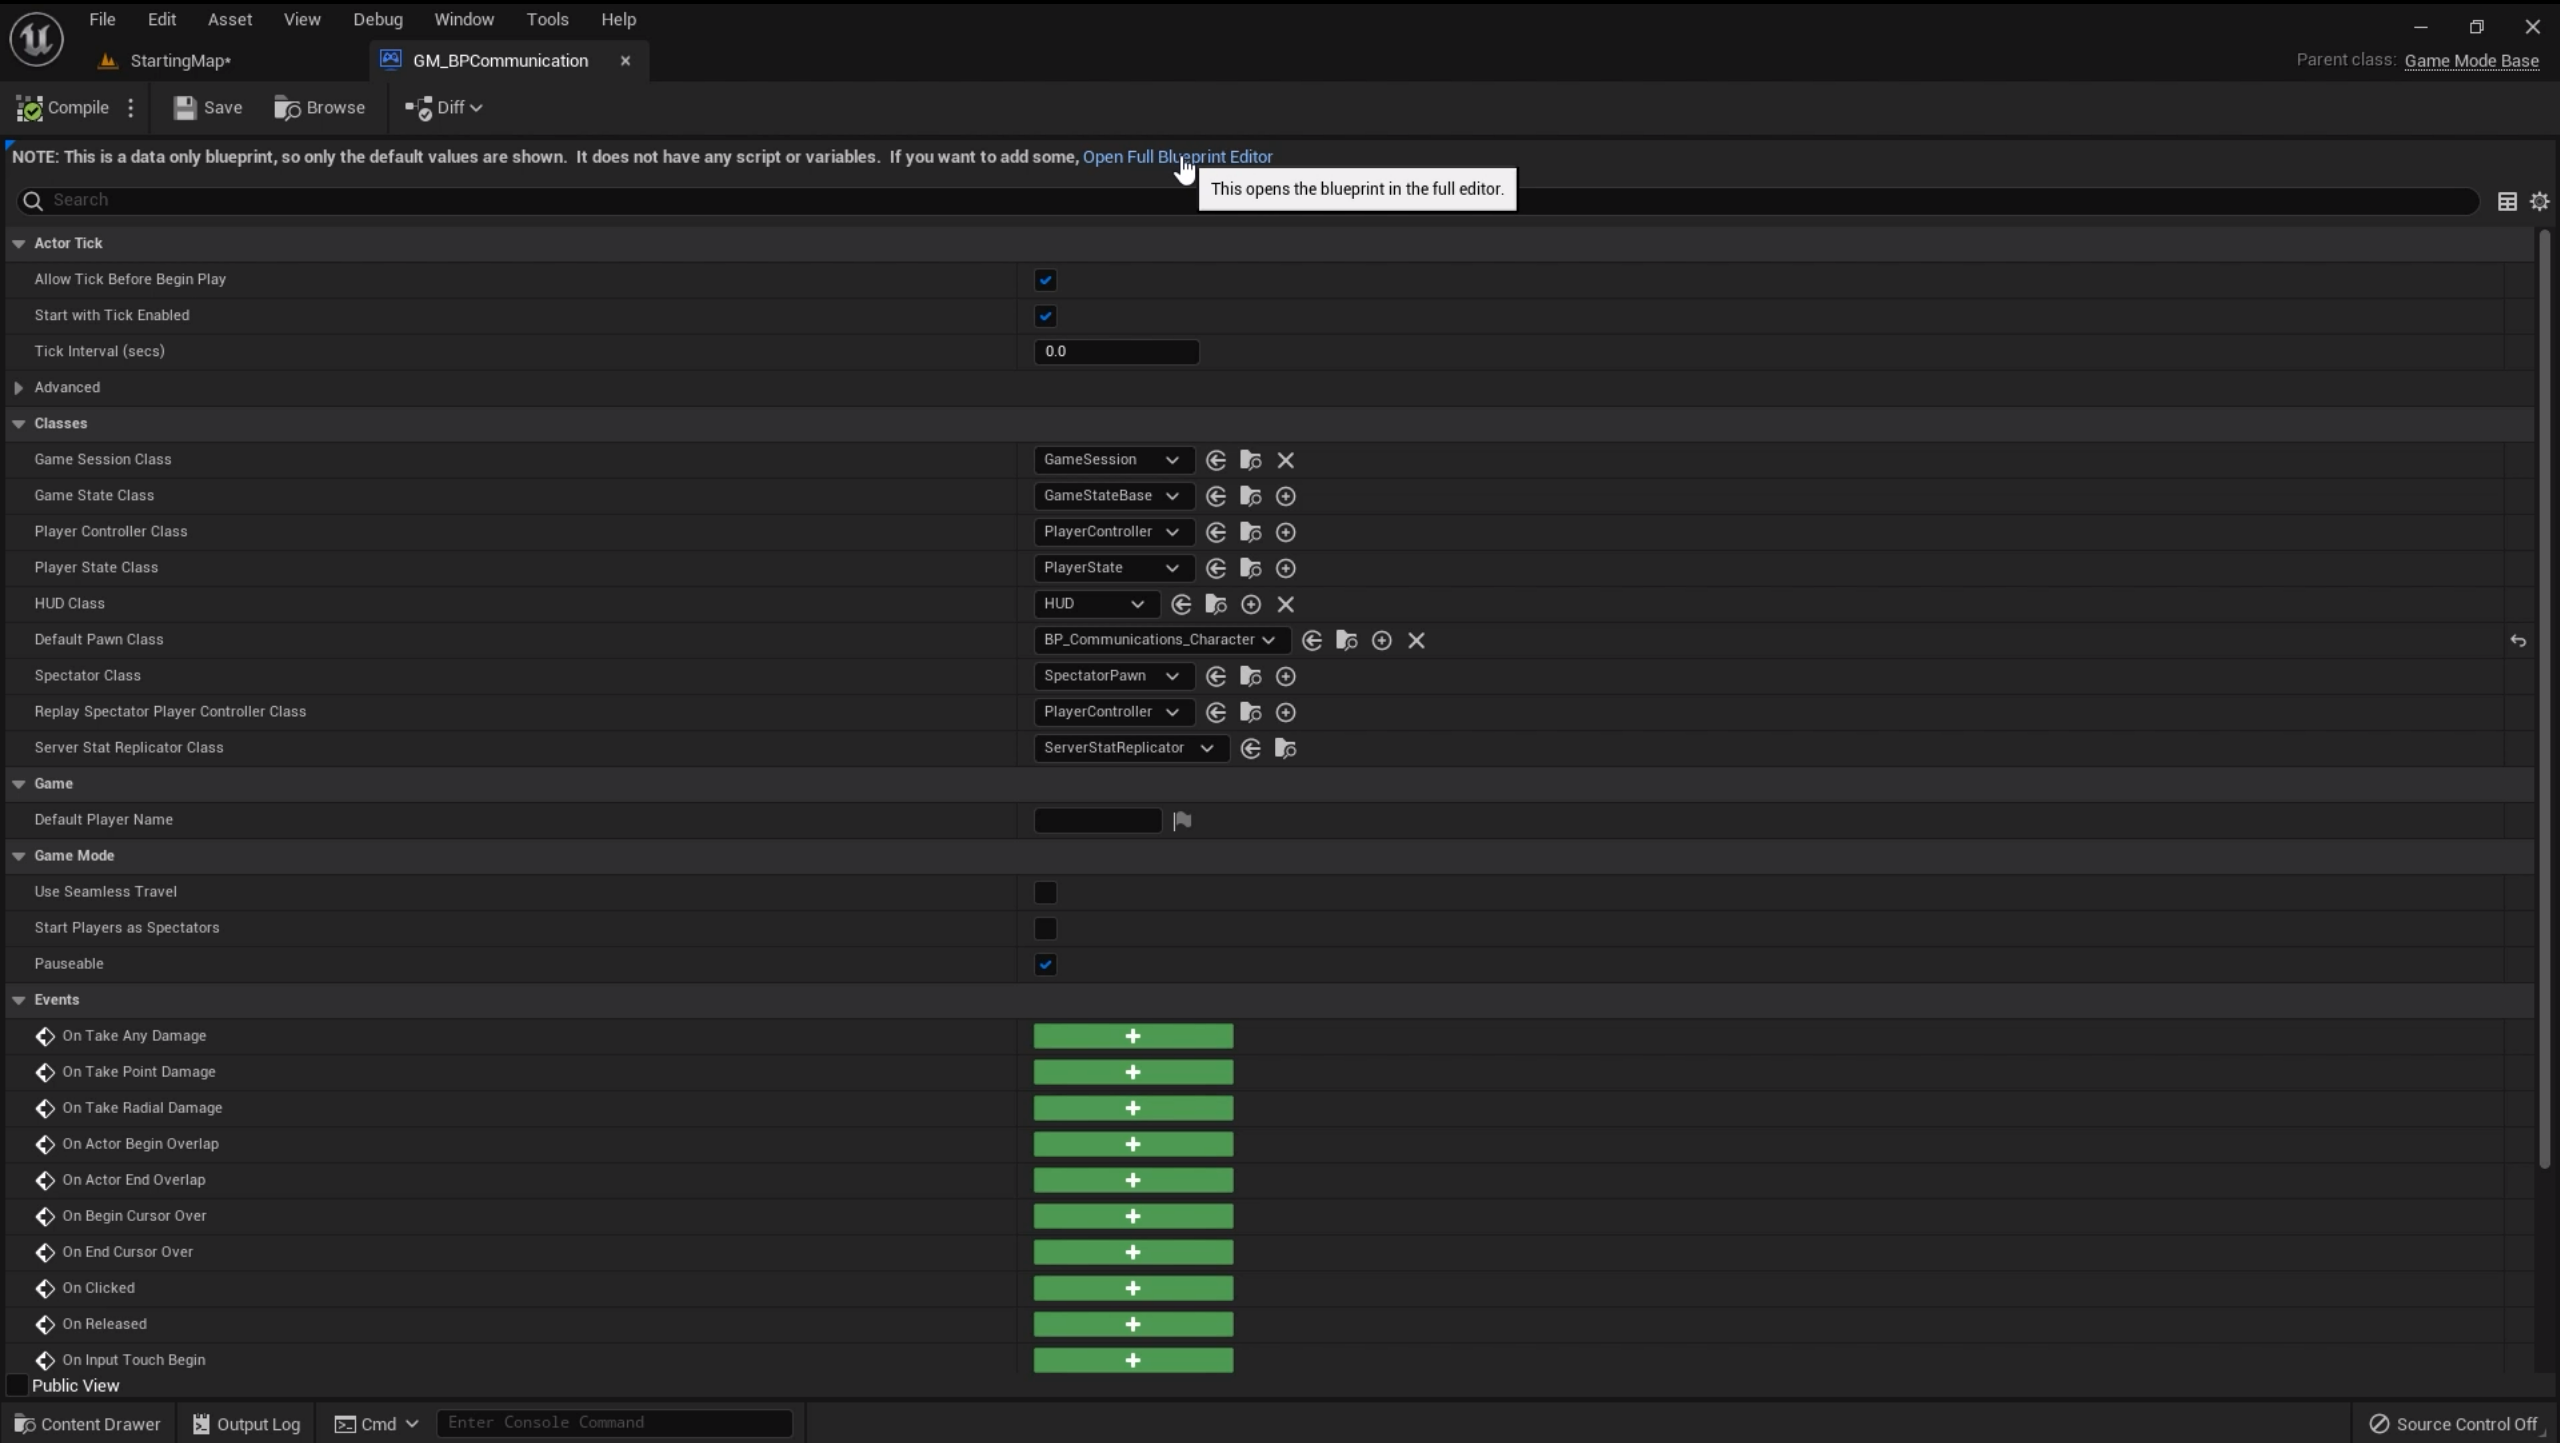 File Edit Asset View Debug Window Tools Help
StartingMap* GM_BPCommunication Parent class: Game Mode Base
Compile Save Browse Diff
NOTE: This is a data only blueprint, so only the default values are shown. It does not have any script or variables. If you want to add some, Open Full Blueprint Editor
This opens the blueprint in the full editor.
Search
Actor Tick
Allow Tick Before Begin Play
Start with Tick Enabled
Tick Interval (secs) 0.0
Advanced
Classes
Game Session Class GameSession
Game State Class GameStateBase
Player Controller Class PlayerController
Player State Class PlayerState
HUD Class HUD
Default Pawn Class BP_Communications_Character
Spectator Class SpectatorPawn
Replay Spectator Player Controller Class PlayerController
Server Stat Replicator Class ServerStatReplicator
Game
Default Player Name
Game Mode
Use Seamless Travel
Start Players as Spectators
Pauseable
Events
On Take Any Damage
On Take Point Damage
On Take Radial Damage
On Actor Begin Overlap
On Actor End Overlap
On Begin Cursor Over
On End Cursor Over
On Clicked
On Released
On Input Touch Begin
Public View
Content Drawer Output Log Cmd Enter Console Command Source Control Off